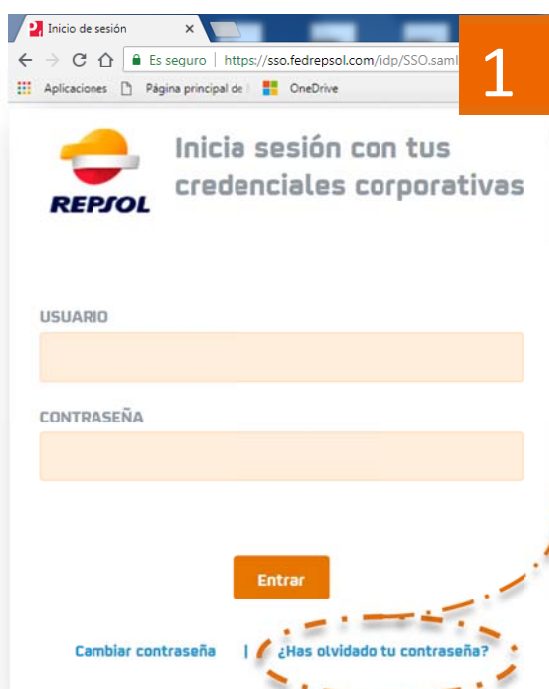 Inicio de sesión
1
Es seguro | https://sso.fedrepsol.com/idp/SSO.saml
Aplicaciones Página principal de OneDrive
REPSOL
Inicia sesión con tus
credenciales corporativas
USUARIO
CONTRASEÑA
Entrar
Cambiar contraseña | ¿Has olvidado tu contraseña?